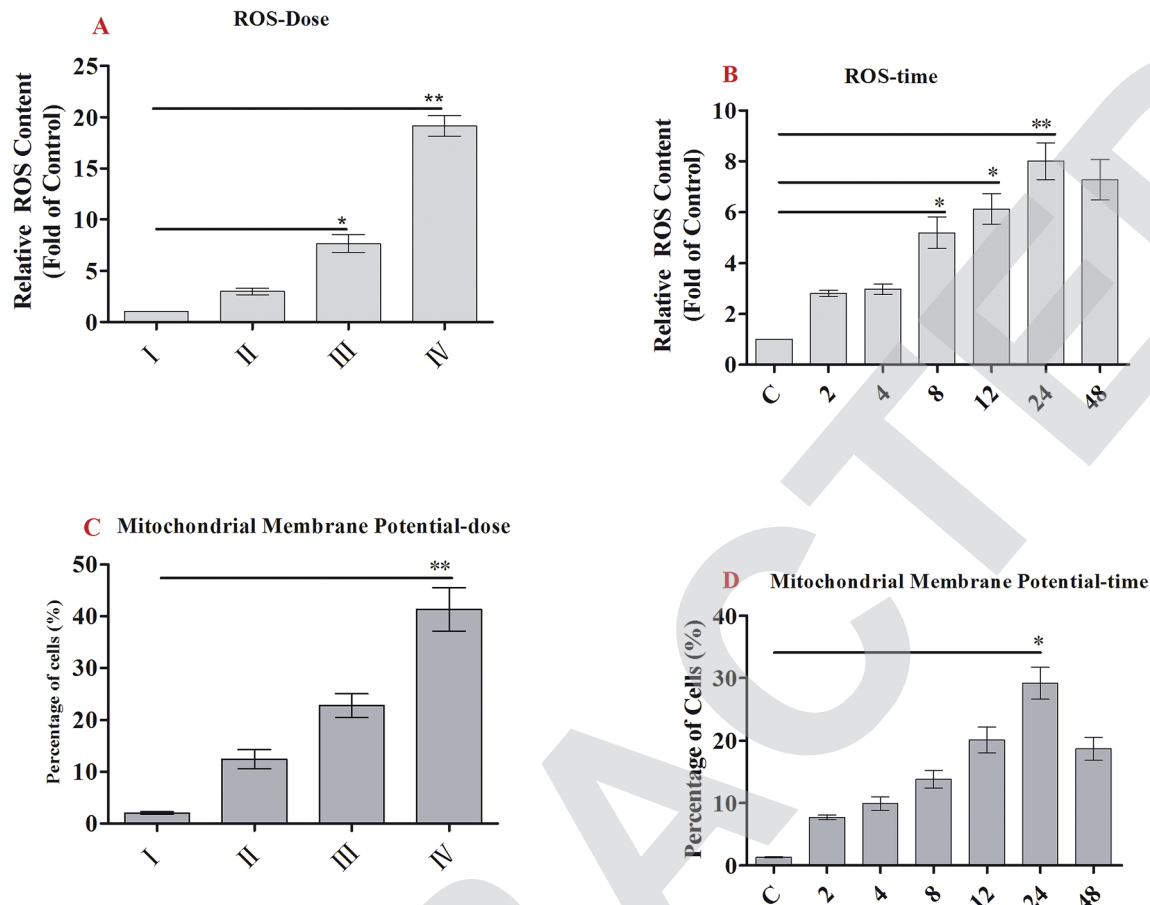 A
ROS-Dose
Relative ROS Content
(Fold of Control)
25
20
15
10
5
0
**
*
I
II
III
IV
B
ROS-time
Relative ROS Content
(Fold of Control)
10
8
6
4
2
0
**
*
*
C
2
4
8
12
24
48
C
Mitochondrial Membrane Potential-dose
Percentage of cells (%)
50
40
30
20
10
0
**
I
II
III
IV
D
Mitochondrial Membrane Potential-time
Percentage of Cells (%)
40
30
20
10
0
*
C
2
4
8
12
24
48